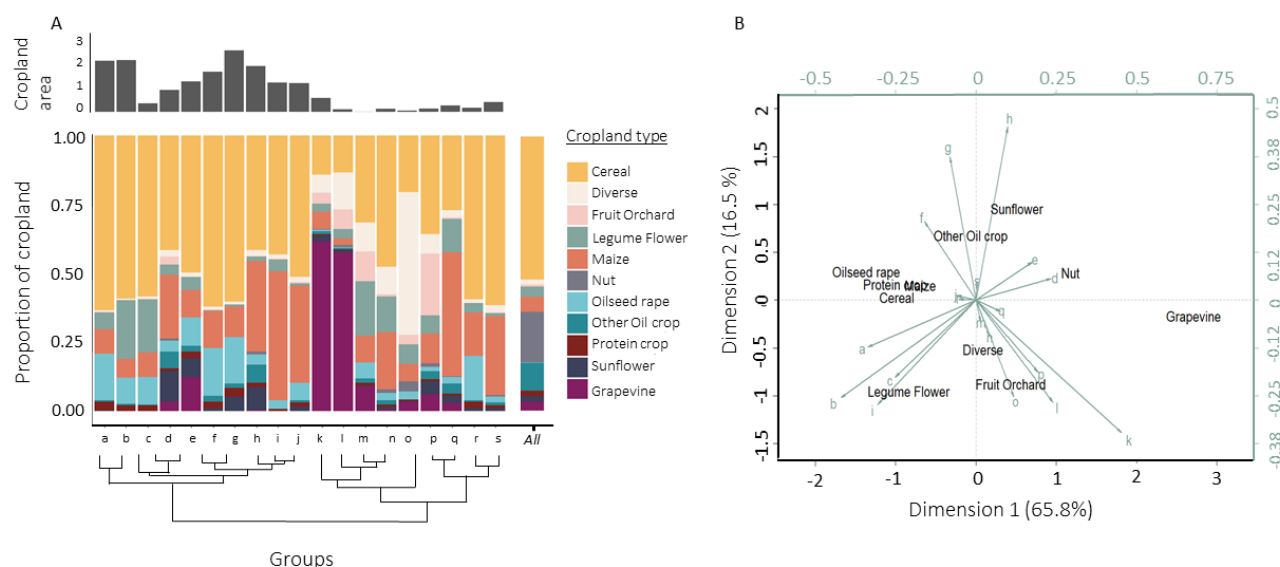 A
Cropland
area
3
2
1
0
Proportion of cropland
1.00
0.75
0.50
0.25
0.00
a b c d e f g h i j k l m n o p q r s All
Groups
Cropland type
Cereal
Diverse
Fruit Orchard
Legume Flower
Maize
Nut
Oilseed rape
Other Oil crop
Protein crop
Sunflower
Grapevine
B
-0.5 -0.25 0 0.25 0.5 0.75
Dimension 2 (16.5 %)
2
1.5
1
0.5
-0
-0.5
-1
-1.5
0.5
0.38
0.25
0.12
0
-0.12
-0.25
-0.38
h
g
Sunflower
f
Other Oil crop
e
Oilseed rape
Nut
d
Protein crop
Maize
Cereal
q
Grapevine
a
Diverse
c
p
Fruit Orchard
Legume Flower
b
i
o
l
k
-2 -1 0 1 2 3
Dimension 1 (65.8%)